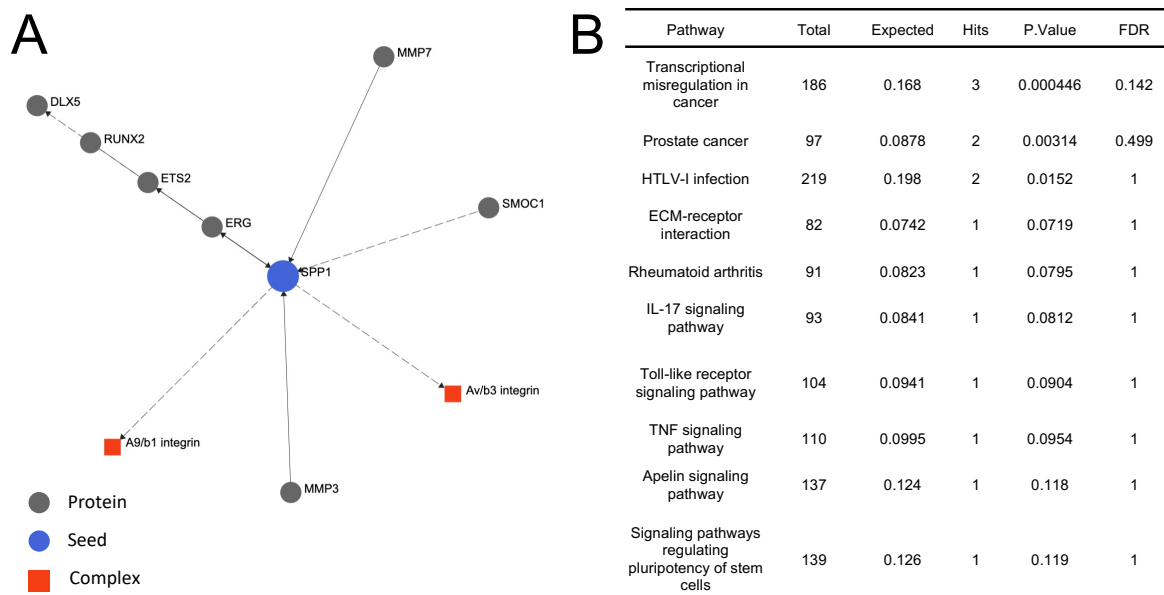 A
MMP7
DLX5
RUNX2
ETS2
SMOC1
ERG
SPP1
Av/b3 integrin
A9/b1 integrin
MMP3
Protein
Seed
Complex
B
Pathway Total Expected Hits P.Value FDR
Transcriptional
misregulation in
cancer
186 0.168 3 0.000446 0.142
Prostate cancer 97 0.0878 2 0.00314 0.499
HTLV-I infection 219 0.198 2 0.0152 1
ECM-receptor
interaction
82 0.0742 1 0.0719 1
Rheumatoid arthritis 91 0.0823 1 0.0795 1
IL-17 signaling
pathway
93 0.0841 1 0.0812 1
Toll-like receptor
signaling pathway
104 0.0941 1 0.0904 1
TNF signaling
pathway
110 0.0995 1 0.0954 1
Apelin signaling
pathway
137 0.124 1 0.118 1
Signaling pathways
regulating
pluripotency of stem
cells
139 0.126 1 0.119 1